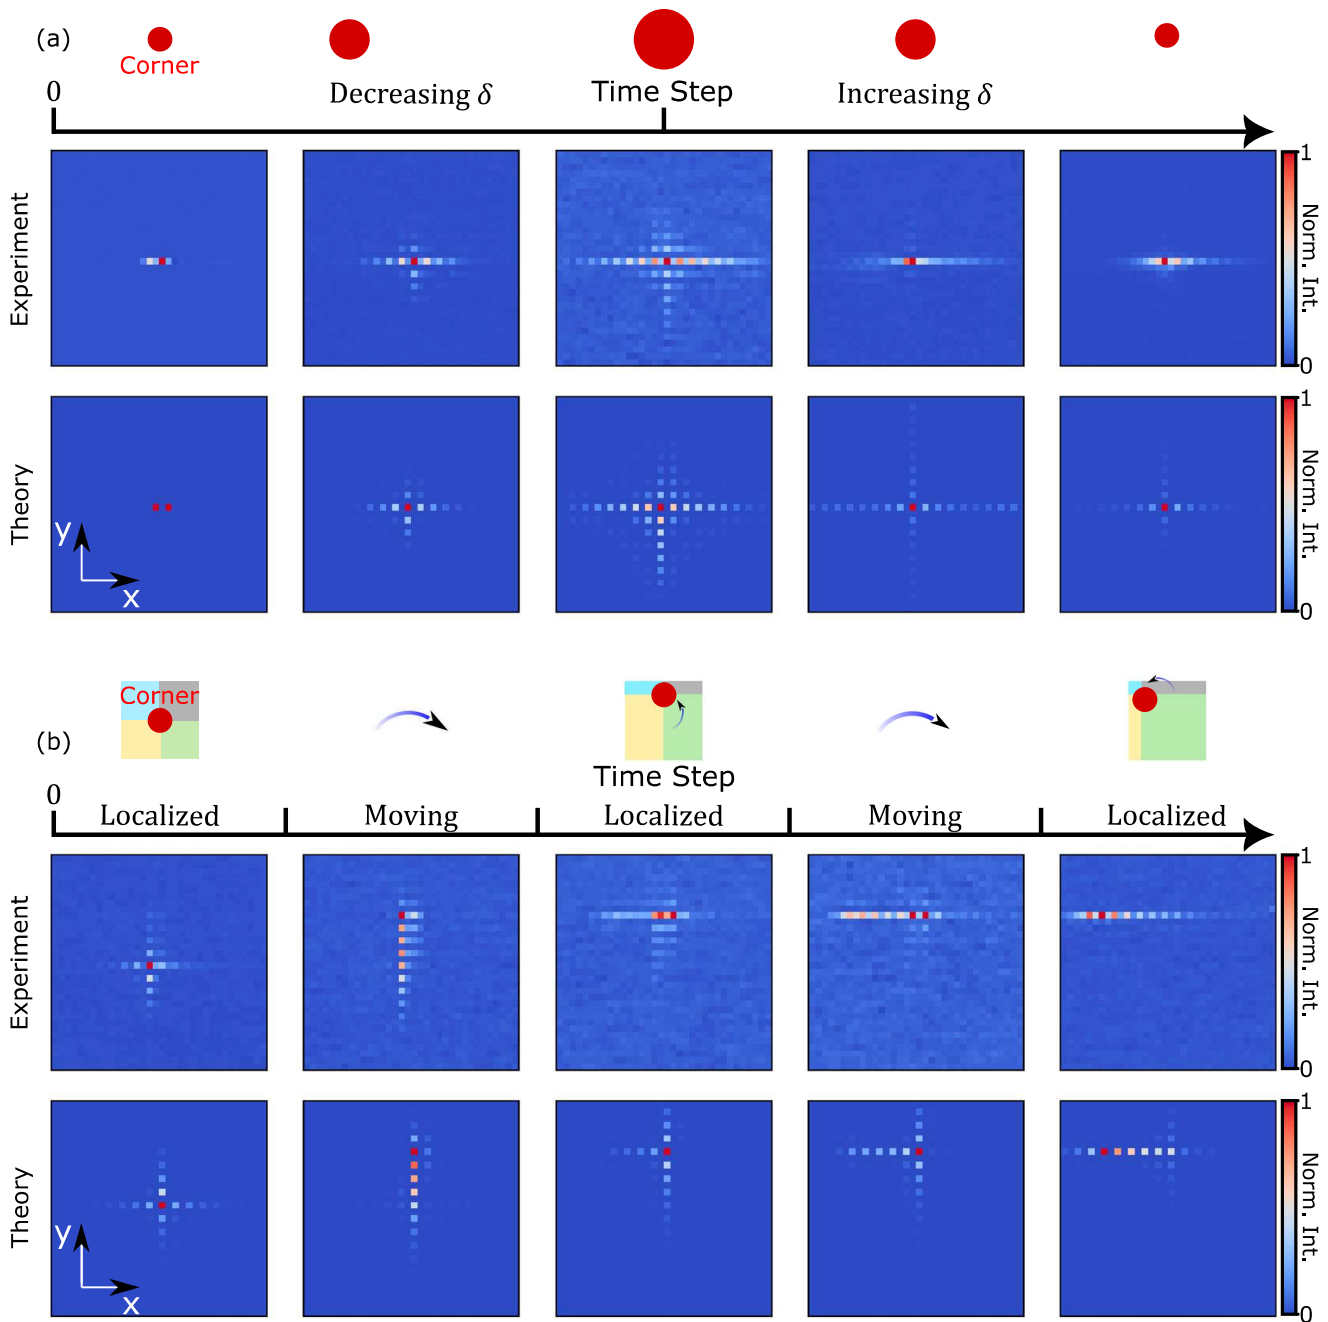 (a)
Corner
0
Decreasing δ
Time Step
Increasing δ
Experiment
1
Norm. Int.
0
Theory
y
x
1
Norm. Int.
0
Corner
(b)
Time Step
0
Localized
Moving
Localized
Moving
Localized
Experiment
1
Norm. Int.
0
Theory
y
x
1
Norm. Int.
0